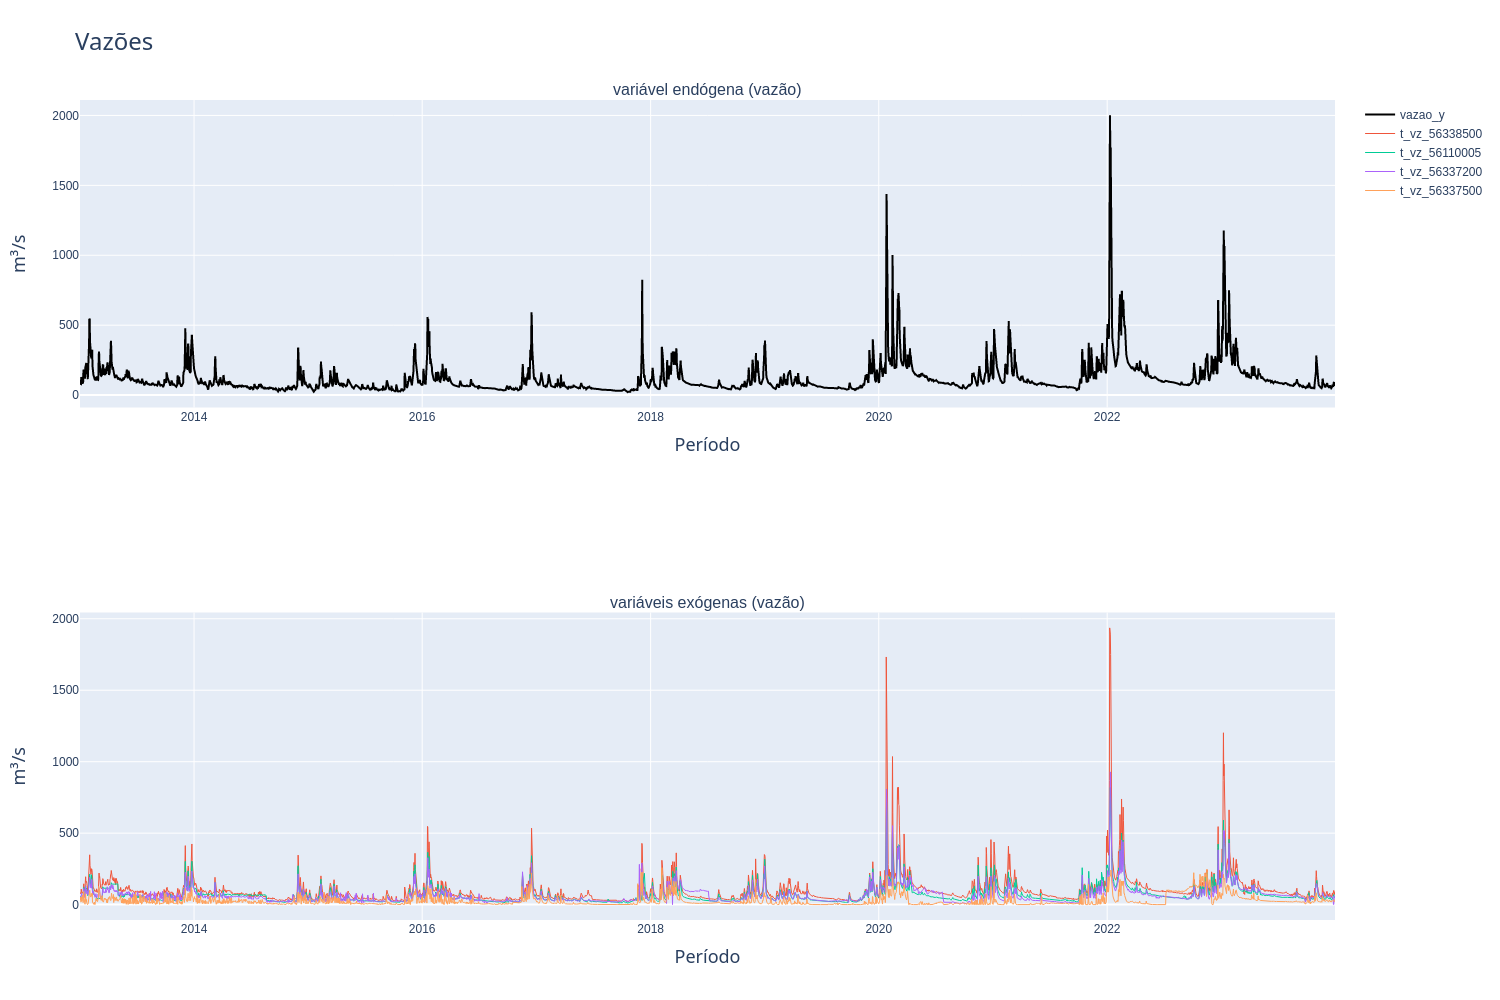 Vazões
variável endógena (vazão)
2000
1500
1000
500
0
m³/s
2014
2016
2018
2020
2022
Período
vazao_y
t_vz_56338500
t_vz_56110005
t_vz_56337200
t_vz_56337500
variáveis exógenas (vazão)
2000
1500
1000
500
0
m³/s
2014
2016
2018
2020
2022
Período